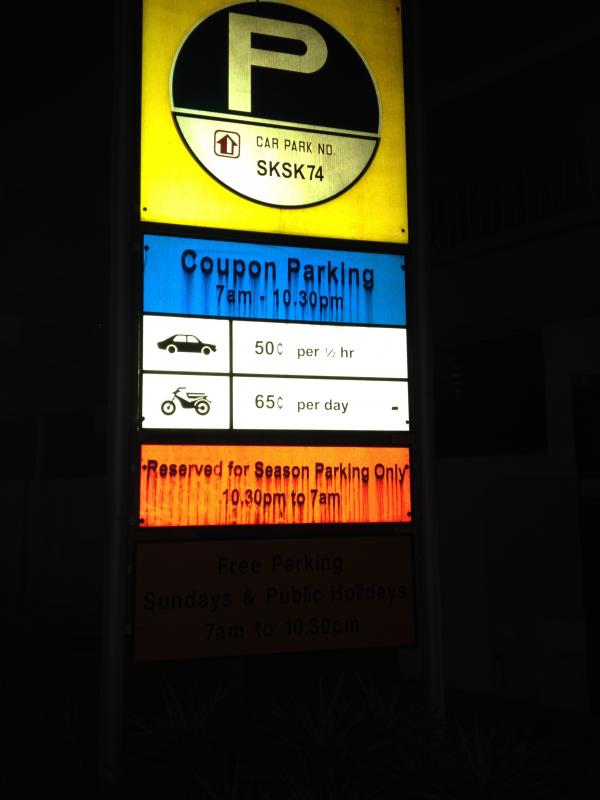 P
CAR PARK NO.
SKSK74
Coupon Parking
7am - 10.30pm
50¢ per ½ hr
65¢ per day -
Reserved for Season Parking Only
10.30pm to 7am
Free Parking
Sundays & Public Holidays
7am to 10.30pm